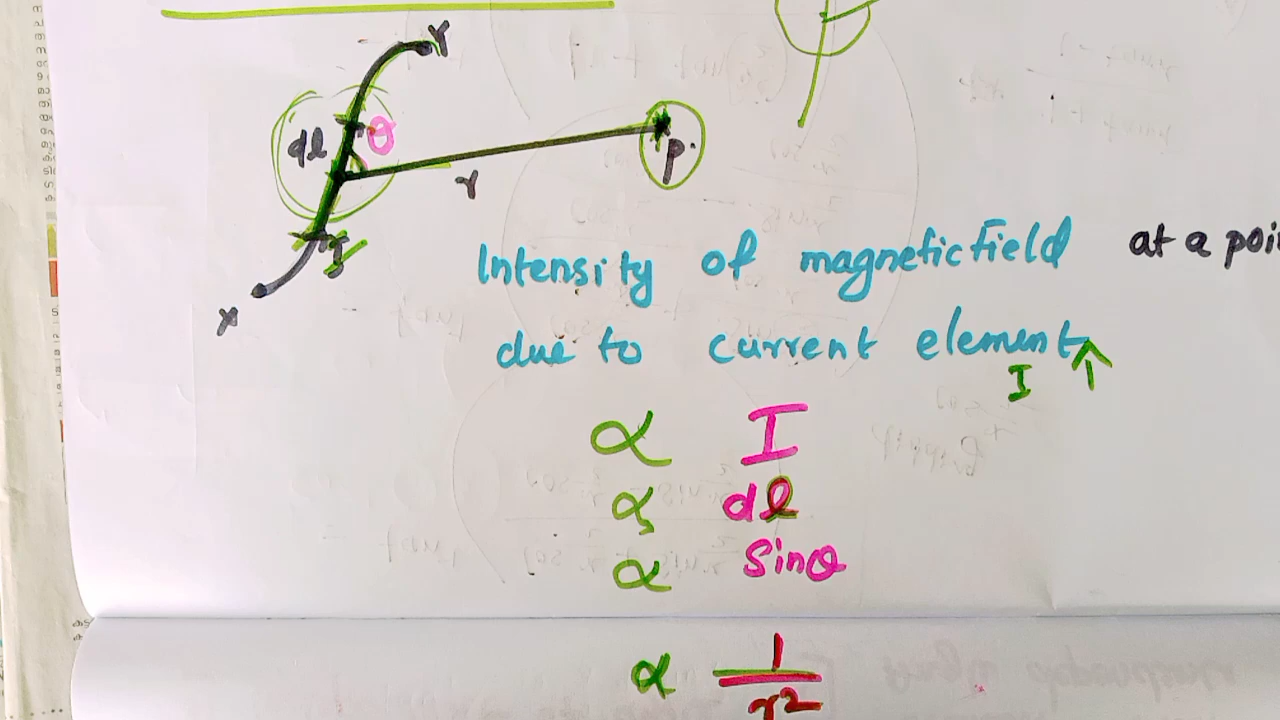 Y
dl θ
P
r
x
Intensity of magnetic field at a poi
due to current element
I
α I
α dl
α Sinθ
α 1/r²